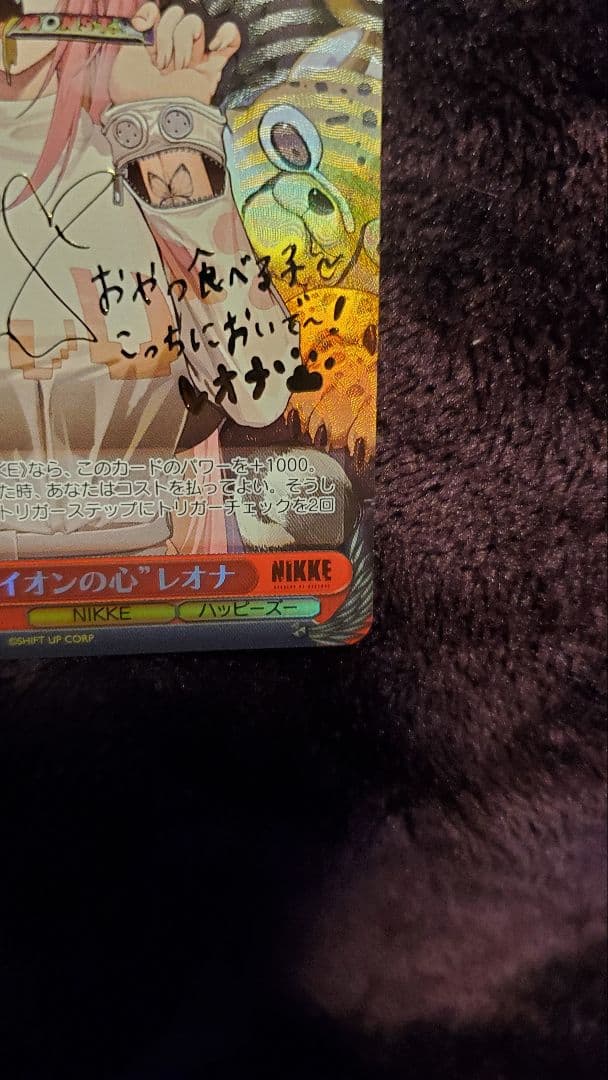 おやつ食べる子〜
こっちにおいで〜!
レオナ
KE》なら、このカードのパワーを+1000。
た時、あなたはコストを払ってよい。そうし
トリガーステップにトリガーチェックを2回
イオンの心”レオナ
NIKKE
NIKKE
ハッピーズー
©SHIFT UP CORP